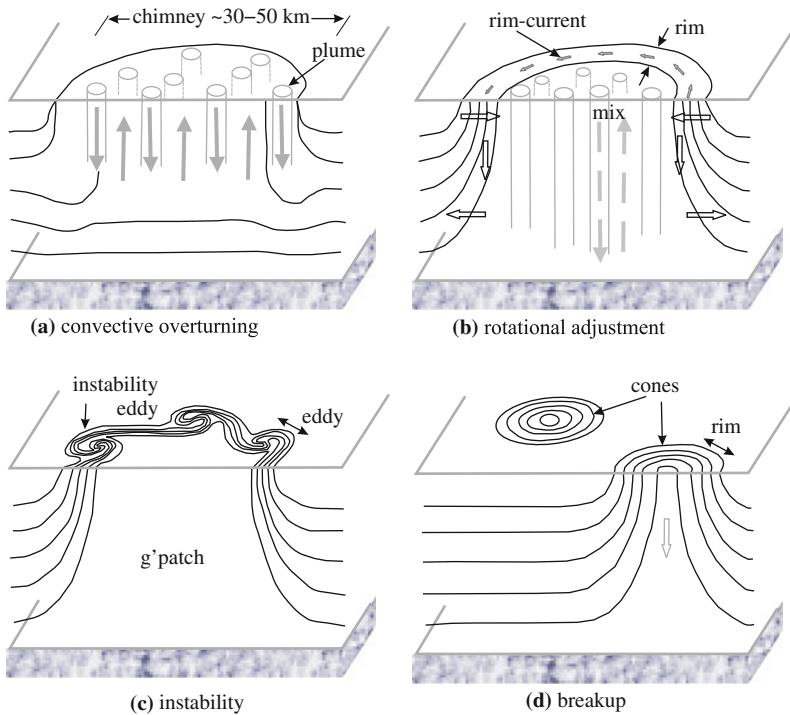 chimney ~30–50 km
plume
(a) convective overturning
rim-current
rim
mix
(b) rotational adjustment
instability
eddy
eddy
g'patch
(c) instability
cones
rim
(d) breakup